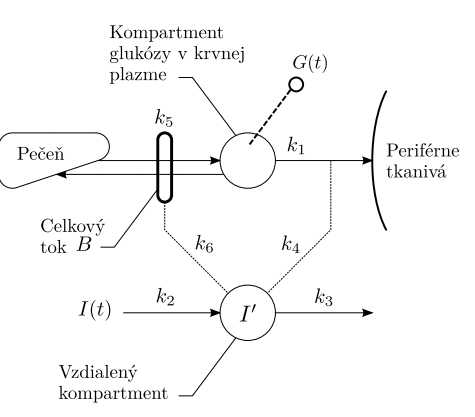 Kompartment
glukózy v krvnej
plazme
G(t)
k5
k1
Pečeň
Periférne
tkanivá
Celkový
tok B
k6
k4
I(t)
k2
I′
k3
Vzdialený
kompartment